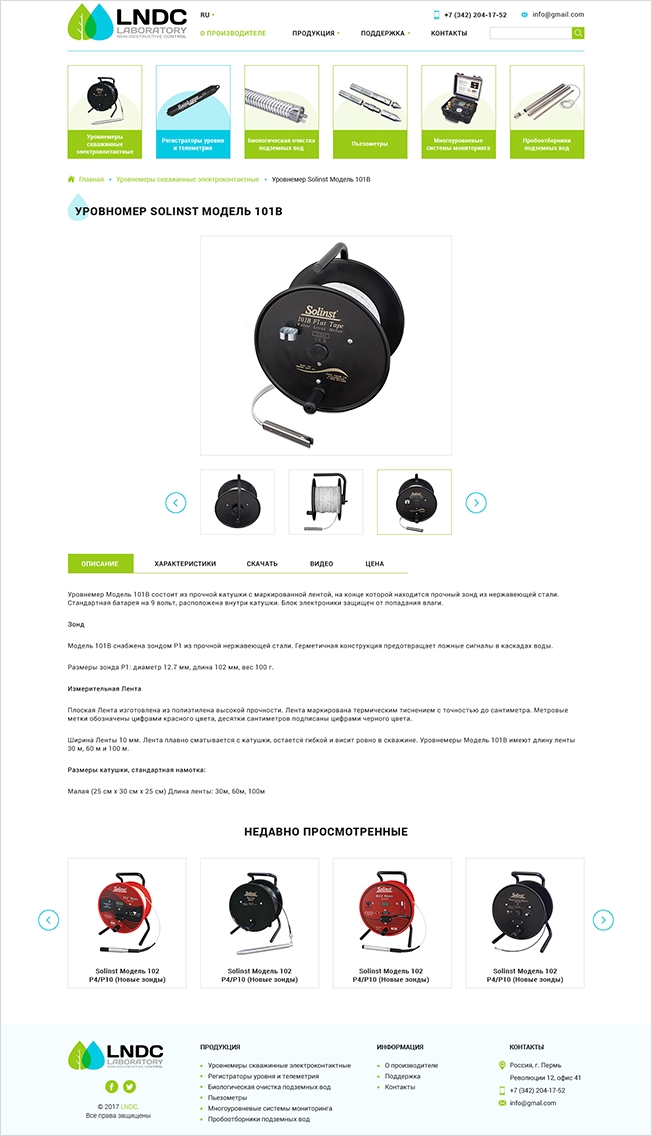 LNDC
LABORATORY
NON-DESTRUCTIVE CONTROL
RU
+7 (342) 204-17-52
info@gmail.com
О ПРОИЗВОДИТЕЛЕ
ПРОДУКЦИЯ
ПОДДЕРЖКА
КОНТАКТЫ
Уровнемеры
скважинные
электроконтактные
Регистраторы уровня
и телеметрия
Биологическая очистка
подземных вод
Пьезометры
Многоуровневые
системы мониторинга
Пробоотборники
подземных вод
Главная
Уровнемеры скважинные электроконтактные
Уровнемер Solinst Модель 101B
УРОВНОМЕР SOLINST МОДЕЛЬ 101B
Solinst
101B Flat Tape
Water Level Meter
ОПИСАНИЕ
ХАРАКТЕРИСТИКИ
СКАЧАТЬ
ВИДЕО
ЦЕНА
Уровнемер Модель 101B состоит из прочной катушки с маркированной лентой, на конце которой находится прочный зонд из нержавеющей стали.
Стандартная батарея на 9 вольт, расположена внутри катушки. Блок электроники защищен от попадания влаги.
Зонд
Модель 101B снабжена зондом P1 из прочной нержавеющей стали. Герметичная конструкция предотвращает ложные сигналы в каскадах воды.
Размеры зонда P1: диаметр 12.7 мм, длина 102 мм, вес 100 г.
Измерительная Лента
Плоская Лента изготовлена из полиэтилена высокой прочности. Лента маркирована термическим тиснением с точностью до сантиметра. Метровые
метки обозначены цифрами красного цвета, десятки сантиметров подписаны цифрами черного цвета.
Ширина Ленты 10 мм. Лента плавно сматывается с катушки, остается гибкой и висит ровно в скважине. Уровнемеры Модель 101B имеют длину ленты
30 м, 60 м и 100 м.
Размеры катушки, стандартная намотка:
Малая (25 см x 30 см x 25 см) Длина ленты: 30м, 60м, 100м
НЕДАВНО ПРОСМОТРЕННЫЕ
Solinst
Solinst
Solinst
Solinst
Solinst Модель 102
P4/P10 (Новые зонды)
Solinst Модель 102
P4/P10 (Новые зонды)
Solinst Модель 102
P4/P10 (Новые зонды)
Solinst Модель 102
P4/P10 (Новые зонды)
LNDC
LABORATORY
NON-DESTRUCTIVE CONTROL
© 2017 LNDC.
Все права защищены
ПРОДУКЦИЯ
Уровнемеры скважинные электроконтактные
Регистраторы уровня и телеметрия
Биологическая очистка подземных вод
Пьезометры
Многоуровневые системы мониторинга
Пробоотборники подземных вод
ИНФОРМАЦИЯ
О производителе
Поддержка
Контакты
КОНТАКТЫ
Россия, г. Пермь
Революции 12, офис 41
+7 (342) 204-17-52
info@gmal.com